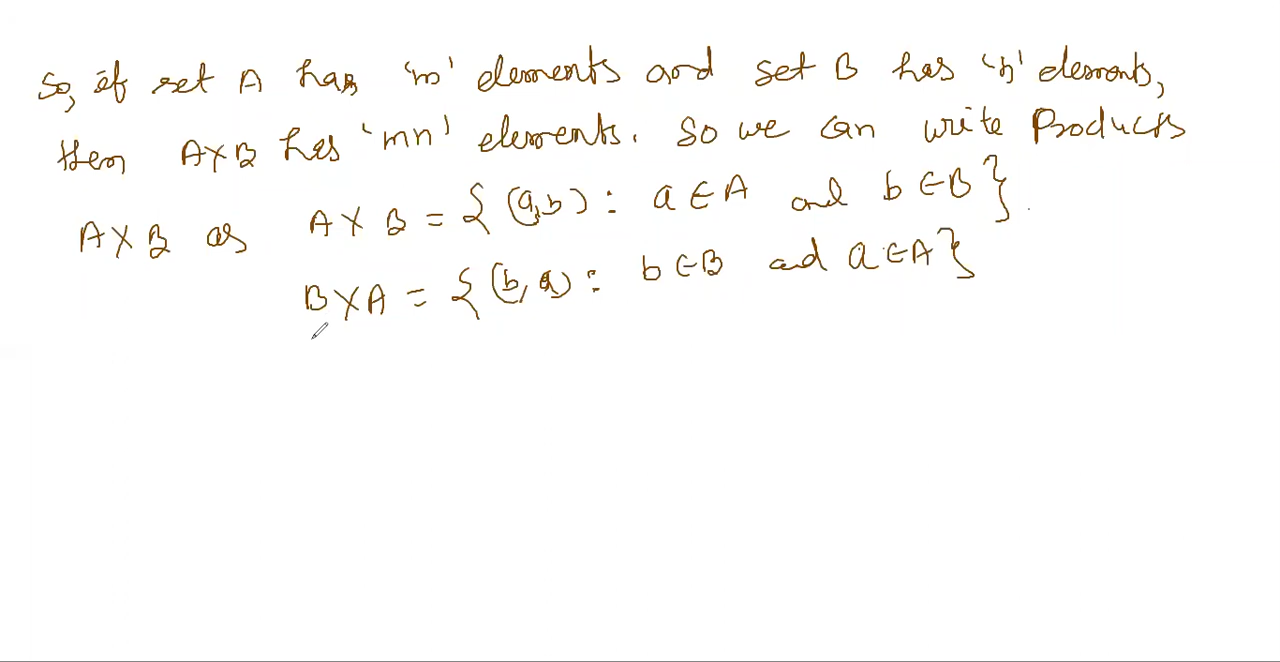 So, if set A has 'm' elements and set B has 'n' elements,
then A×B has 'mn' elements. So we can write Products
A×B as A × B = {(a,b) : a ∈ A and b ∈ B}.
B×A = {(b,a) : b ∈ B and a ∈ A}